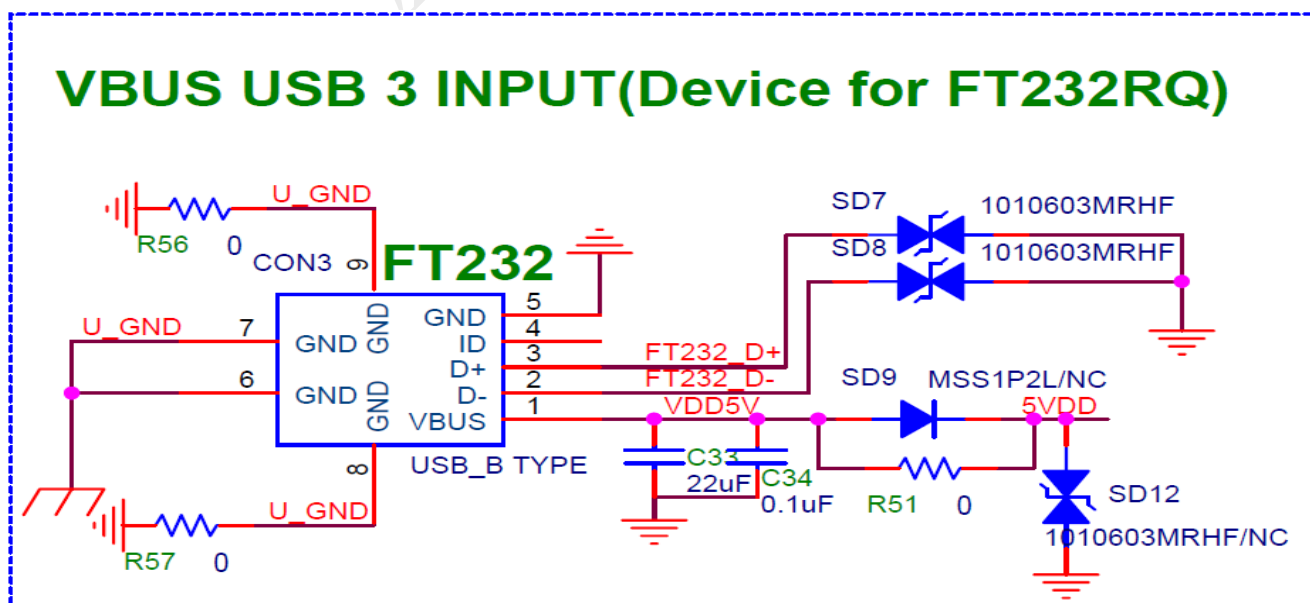 VBUS USB 3 INPUT(Device for FT232RQ)
U_GND
R56
0
CON3
9
FT232
SD7
1010603MRHF
SD8
1010603MRHF
U_GND
7
GND
GND
GND
5
ID
4
D+
3
FT232_D+
6
GND
GND
D-
2
FT232_D-
VBUS
1
VDD5V
SD9
MSS1P2L/NC
5VDD
8
USB_B TYPE
C33
22uF
C34
0.1uF
R51
0
SD12
1010603MRHF/NC
U_GND
R57
0